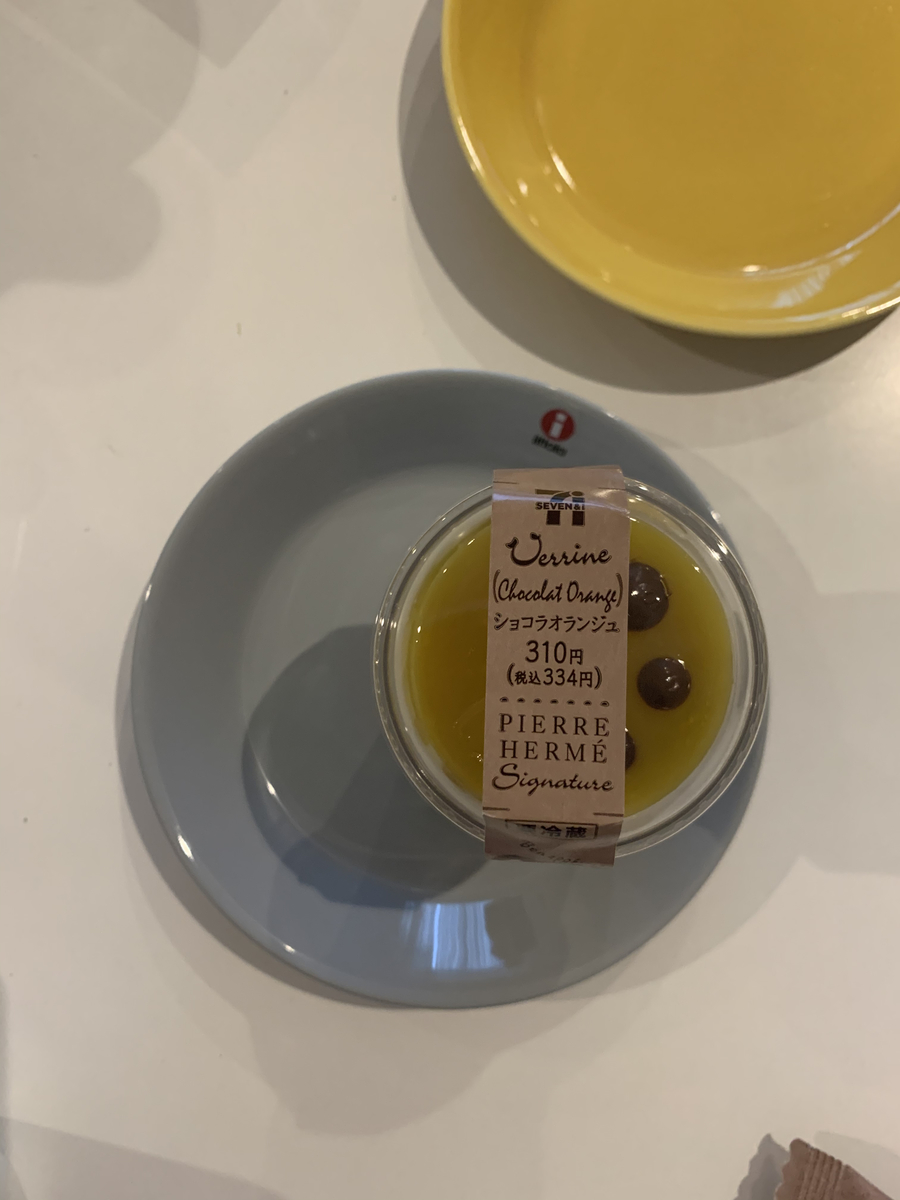 iittala
SEVEN&i
Verrine
(Chocolat Orange)
ショコラオランジュ
310円
(税込334円)
PIERRE
HERMÉ
Signature
要冷蔵